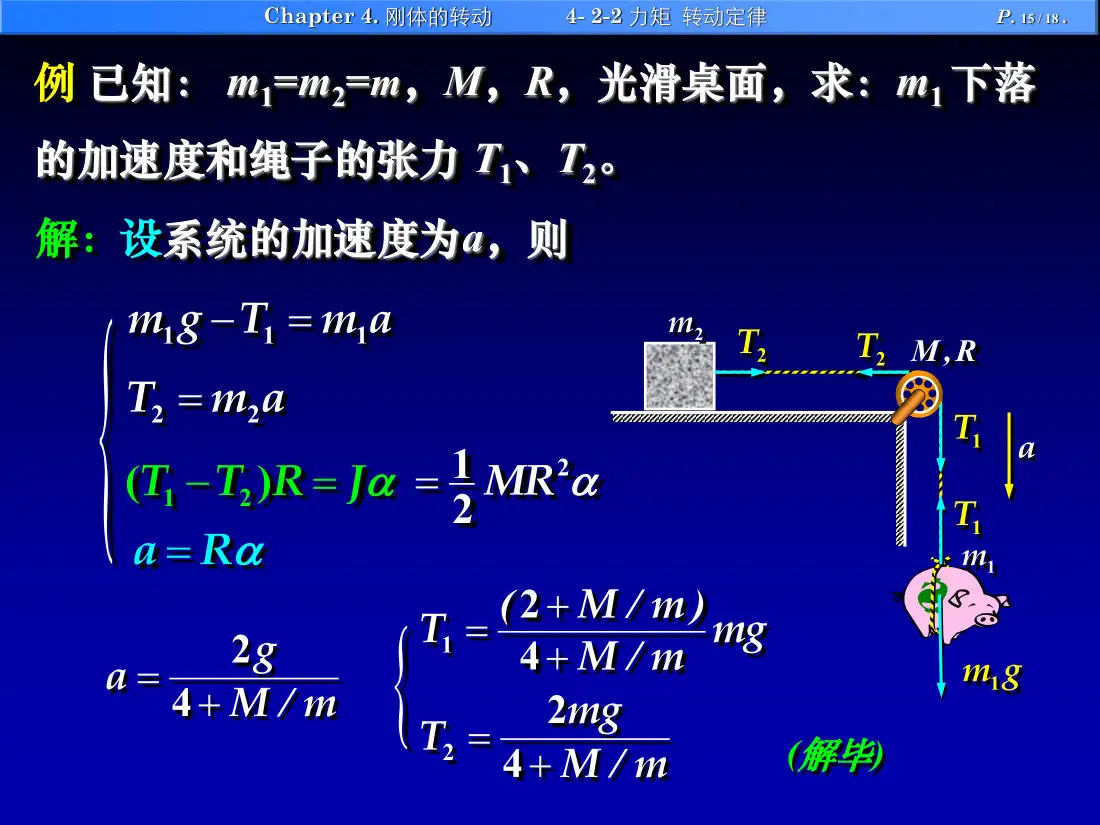 Chapter 4. 刚体的转动 4- 2-2 力矩 转动定律 P. 15 / 18 .
例 已知： m₁=m₂=m，M，R，光滑桌面，求：m₁ 下落
的加速度和绳子的张力 T₁、T₂。
解：设系统的加速度为a，则
m₁g − T₁ = m₁a
T₂ = m₂a
(T₁ − T₂)R = Jα = 1/2 MR²α
a = Rα
a = 2g / (4 + M / m)
T₁ = (2 + M / m) / (4 + M / m) mg
T₂ = 2mg / (4 + M / m)
(解毕)
m₂
T₂
T₂
M , R
T₁
a
T₁
m₁
m₁g